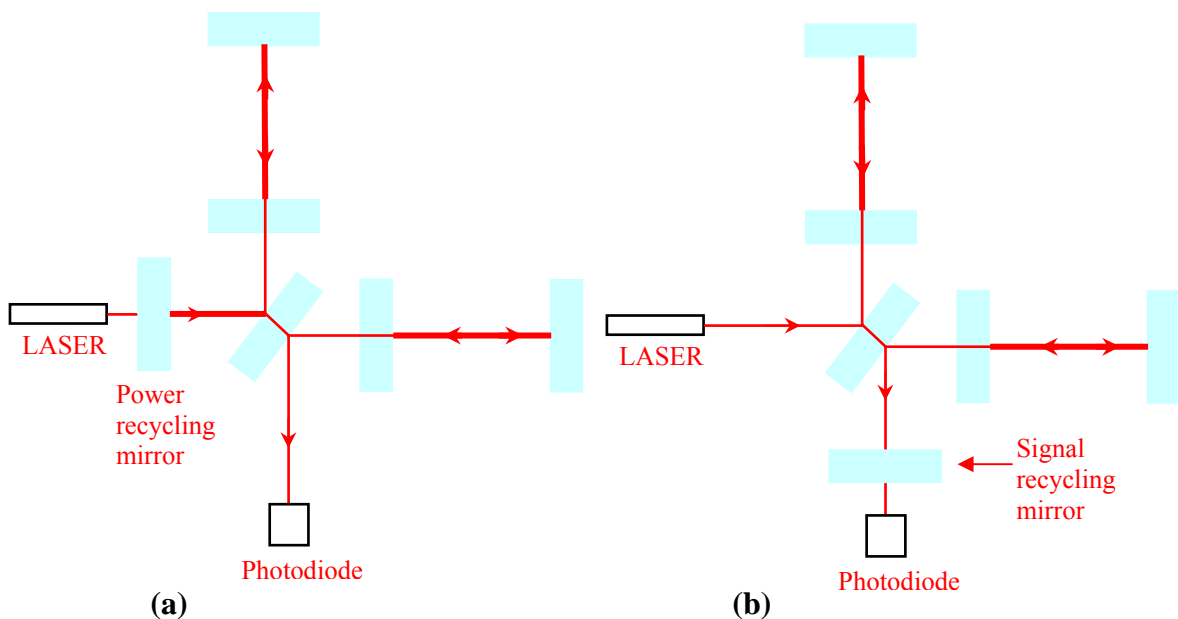 LASER
Power
recycling
mirror
Photodiode
(a)
LASER
Signal
recycling
mirror
Photodiode
(b)